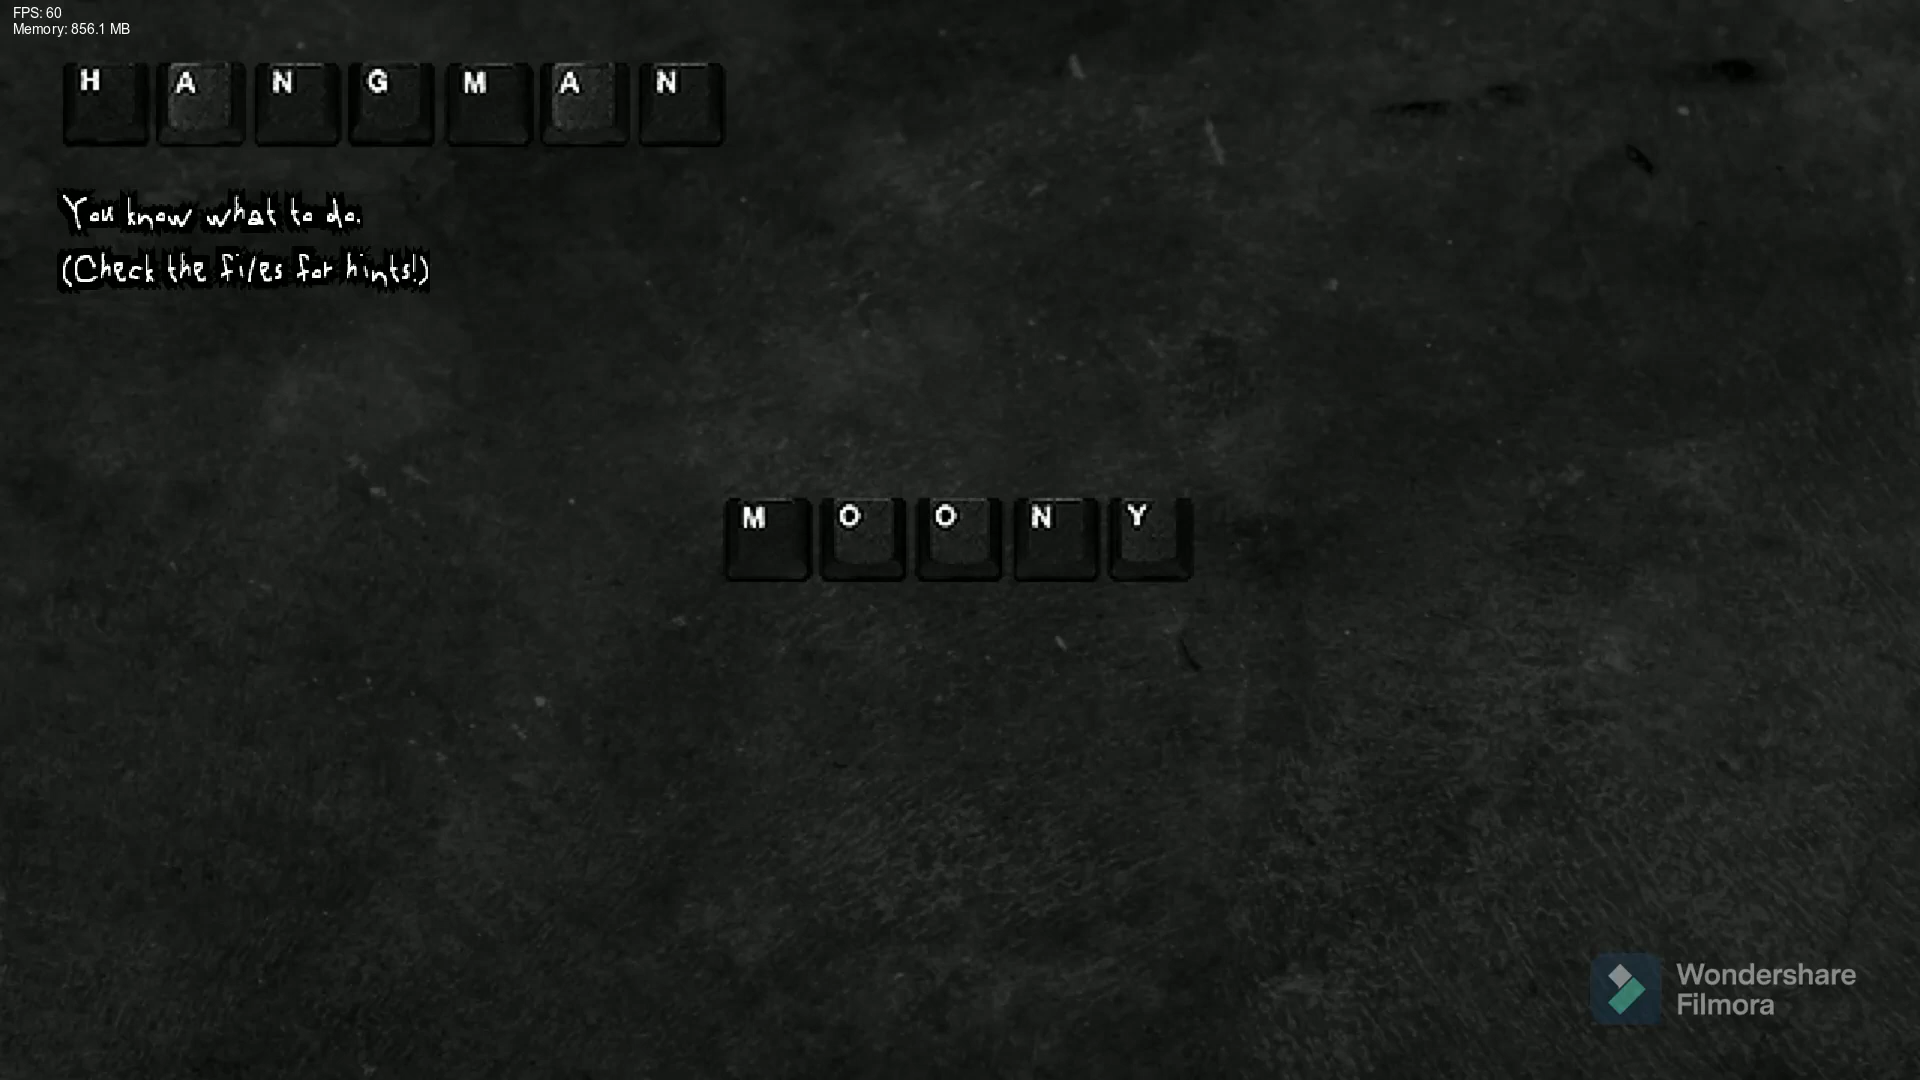 FPS: 60
Memory: 856.1 MB
HANGMAN
You know what to do.
(Check the files for hints!)
MOONY
Wondershare
Filmora